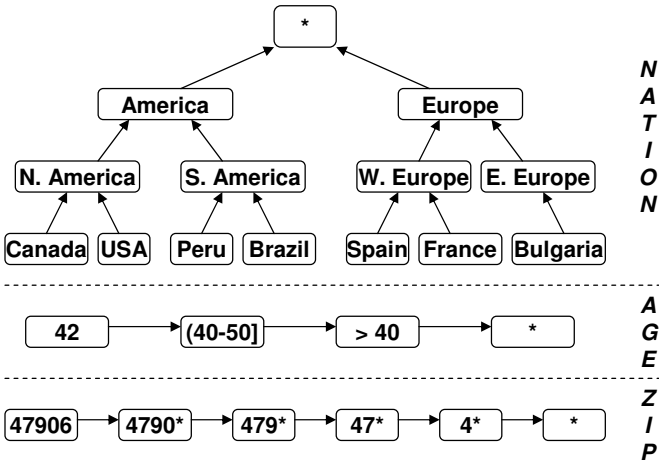 *
America Europe
N. America S. America W. Europe E. Europe
Canada USA Peru Brazil Spain France Bulgaria
NATION
42 (40-50] > 40 *
AGE
47906 4790* 479* 47* 4* *
ZIP